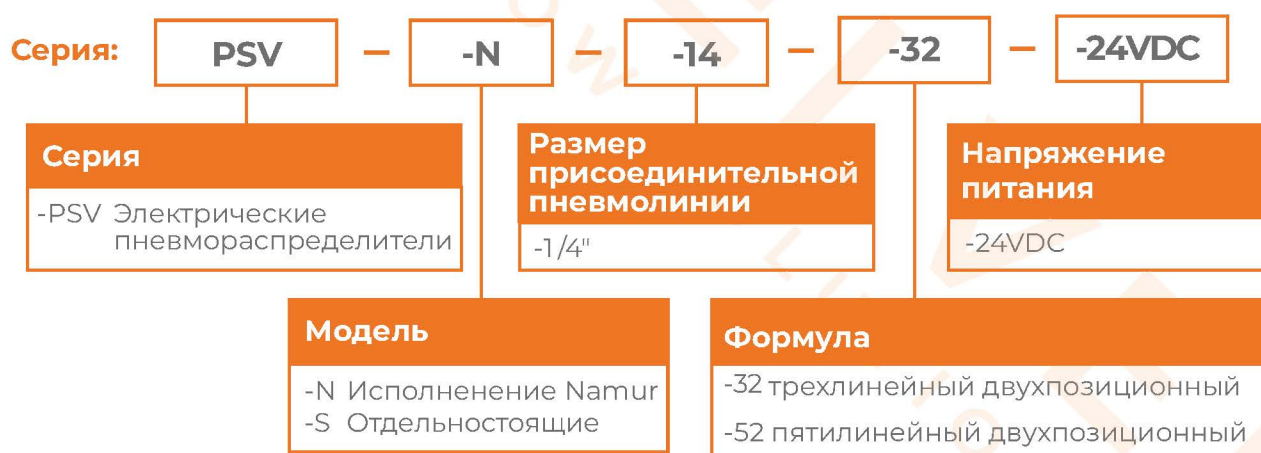 Серия: PSV – -N – -14 – -32 – -24VDC
Серия
-PSV Электрические
пневмораспределители
Размер
присоединительной
пневмолинии
-1/4"
Напряжение
питания
-24VDC
Модель
-N Исполненение Namur
-S Отдельностоящие
Формула
-32 трехлинейный двухпозиционный
-52 пятилинейный двухпозиционный